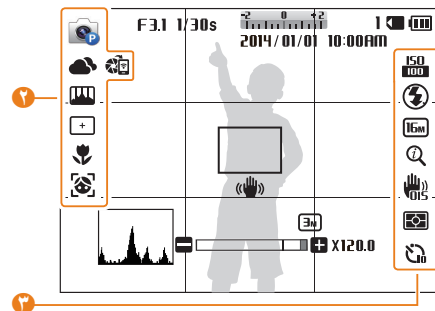 F3.1 1/30s -2 0 +2 1
2014/01/01 10:00AM
P
ISO
100
۲
16M
i
OIS
3M
X120.0
10
۳